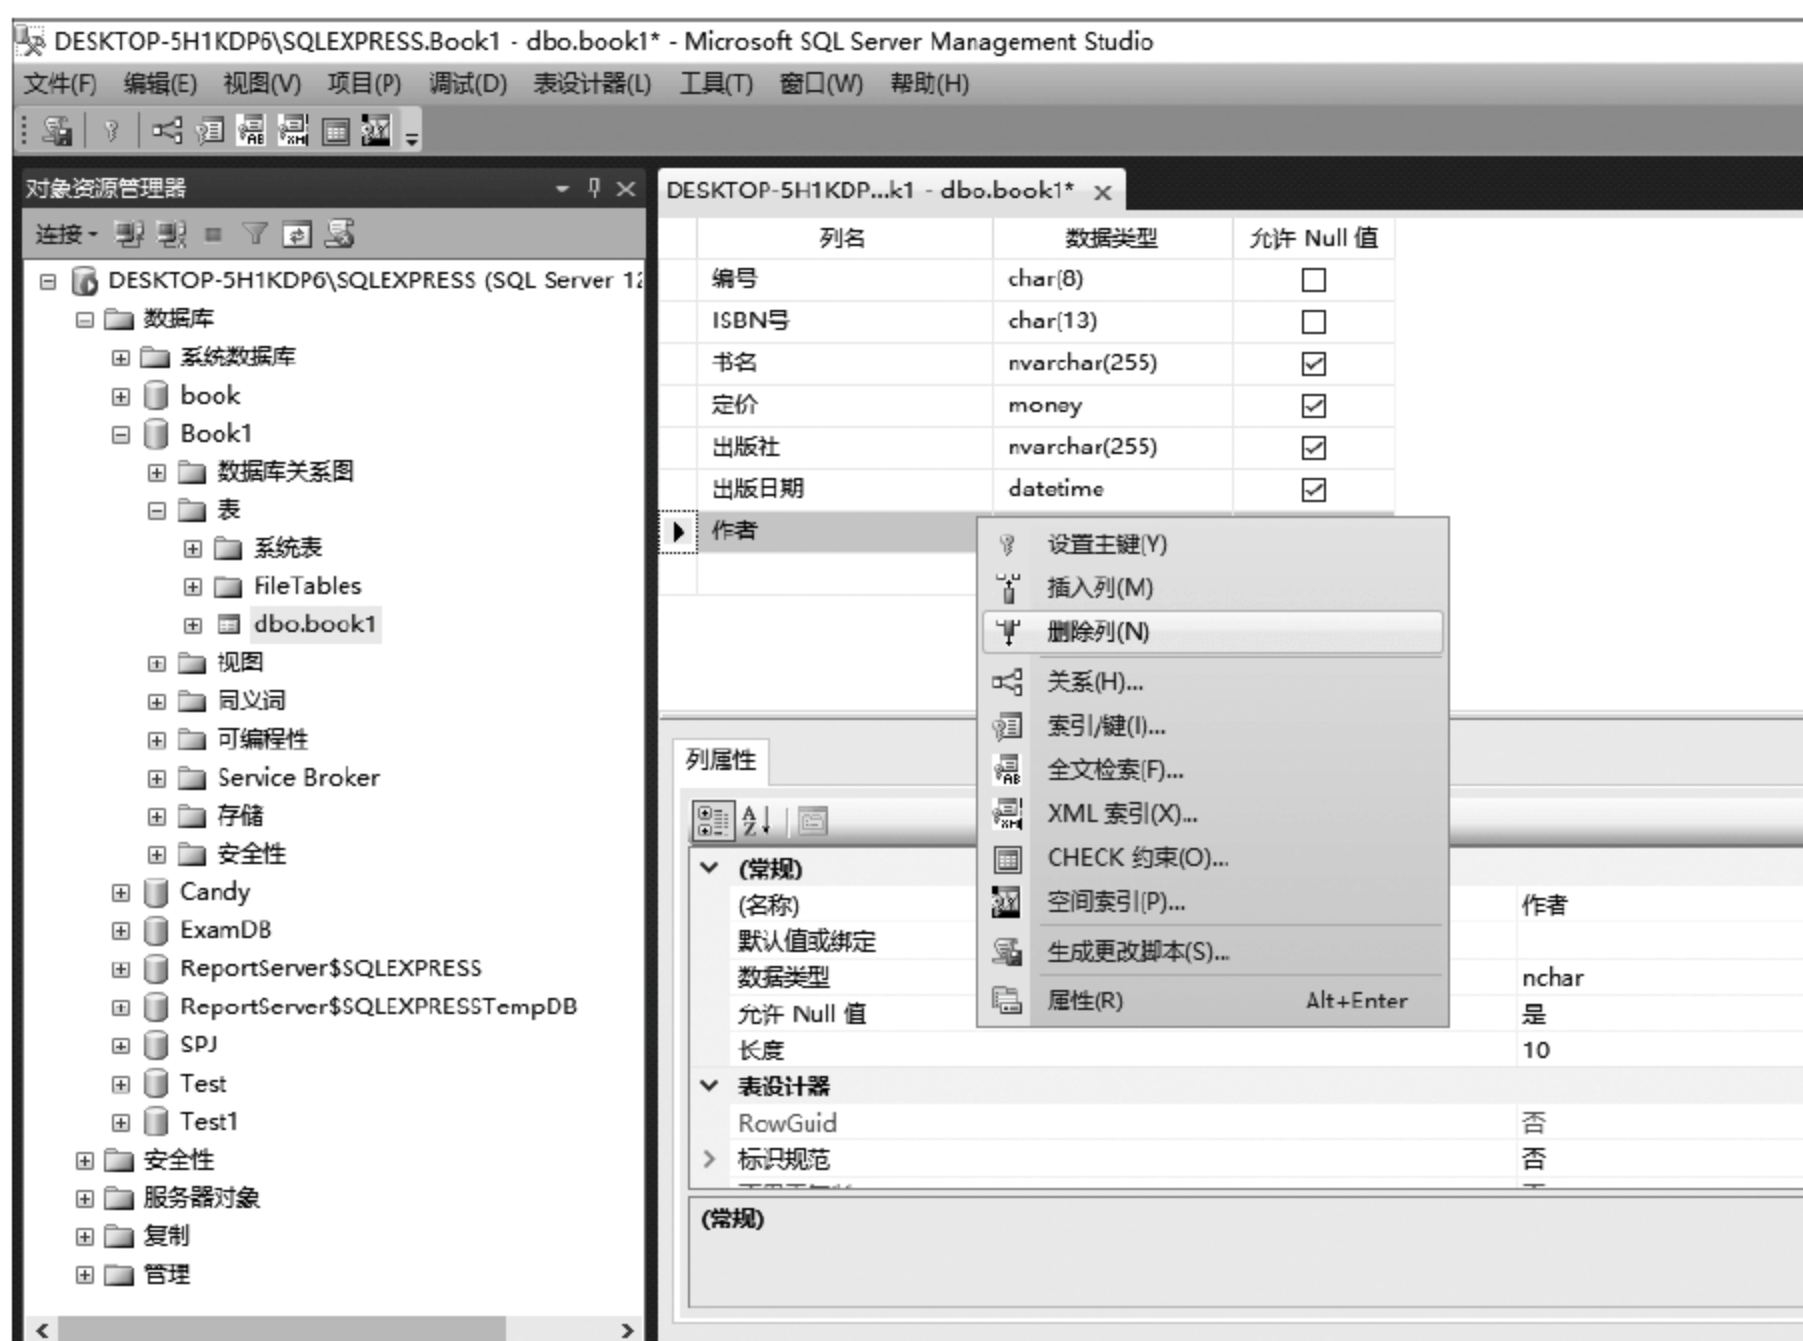 DESKTOP-5H1KDP6\SQLEXPRESS.Book1 - dbo.book1* - Microsoft SQL Server Management Studio
文件(F) 编辑(E) 视图(V) 项目(P) 调试(D) 表设计器(L) 工具(T) 窗口(W) 帮助(H)
对象资源管理器
连接
DESKTOP-5H1KDP6\SQLEXPRESS (SQL Server 12
数据库
系统数据库
book
Book1
数据库关系图
表
系统表
FileTables
dbo.book1
视图
同义词
可编程性
Service Broker
存储
安全性
Candy
ExamDB
ReportServer$SQLEXPRESS
ReportServer$SQLEXPRESSTempDB
SPJ
Test
Test1
安全性
服务器对象
复制
管理
DESKTOP-5H1KDP...k1 - dbo.book1*
列名 数据类型 允许 Null 值
编号 char(8)
ISBN号 char(13)
书名 nvarchar(255)
定价 money
出版社 nvarchar(255)
出版日期 datetime
作者
设置主键(Y)
插入列(M)
删除列(N)
关系(H)...
索引/键(I)...
全文检索(F)...
XML 索引(X)...
CHECK 约束(O)...
空间索引(P)...
生成更改脚本(S)...
属性(R) Alt+Enter
列属性
(常规)
(名称) 作者
默认值或绑定
数据类型 nchar
允许 Null 值 是
长度 10
表设计器
RowGuid 否
标识规范 否
(常规)